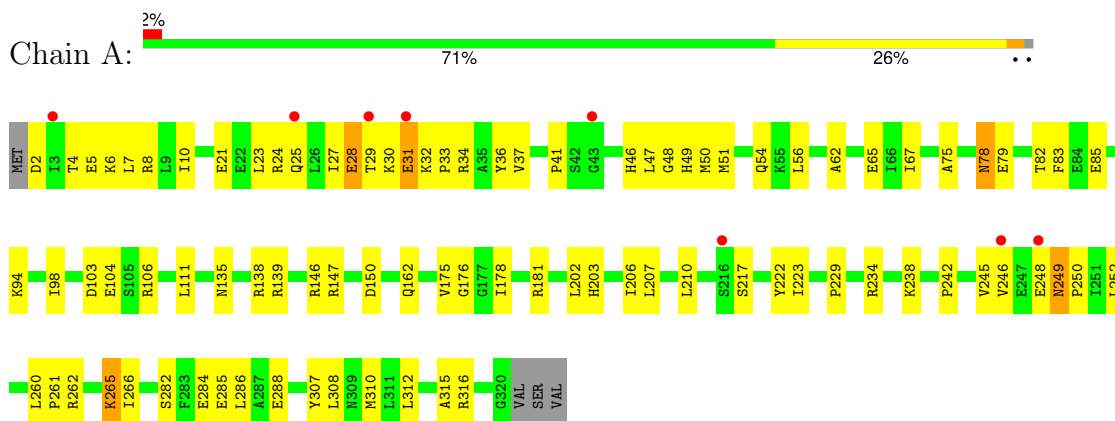 2%
Chain A:
71% 26% • •
MET D2 I3 T4 E5 K6 L7 R8 L9 I10 E21 E22 L23 R24 Q25 L26 I27 E28 T29 K30 E31 K32 P33 R34 A35 Y36 V37 P41 S42 G43 H46 L47 G48 H49 M50 M51 Q54 K55 L56 A62 E65 I66 I67 A75 N78 E79 T82 F83 E84 E85
K94 I98 D103 E104 S105 R106 L111 N135 R138 R139 R146 R147 D150 Q162 V175 G176 G177 I178 R181 L202 H203 I206 L207 L210 S216 S217 Y222 I223 P229 R234 K238 P242 V245 V246 E247 E248 N249 P250 I251 L252
L260 P261 R262 K265 I266 S282 F283 E284 E285 L286 A287 E288 Y307 L308 N309 M310 L311 L312 A315 R316 G320 VAL SER VAL